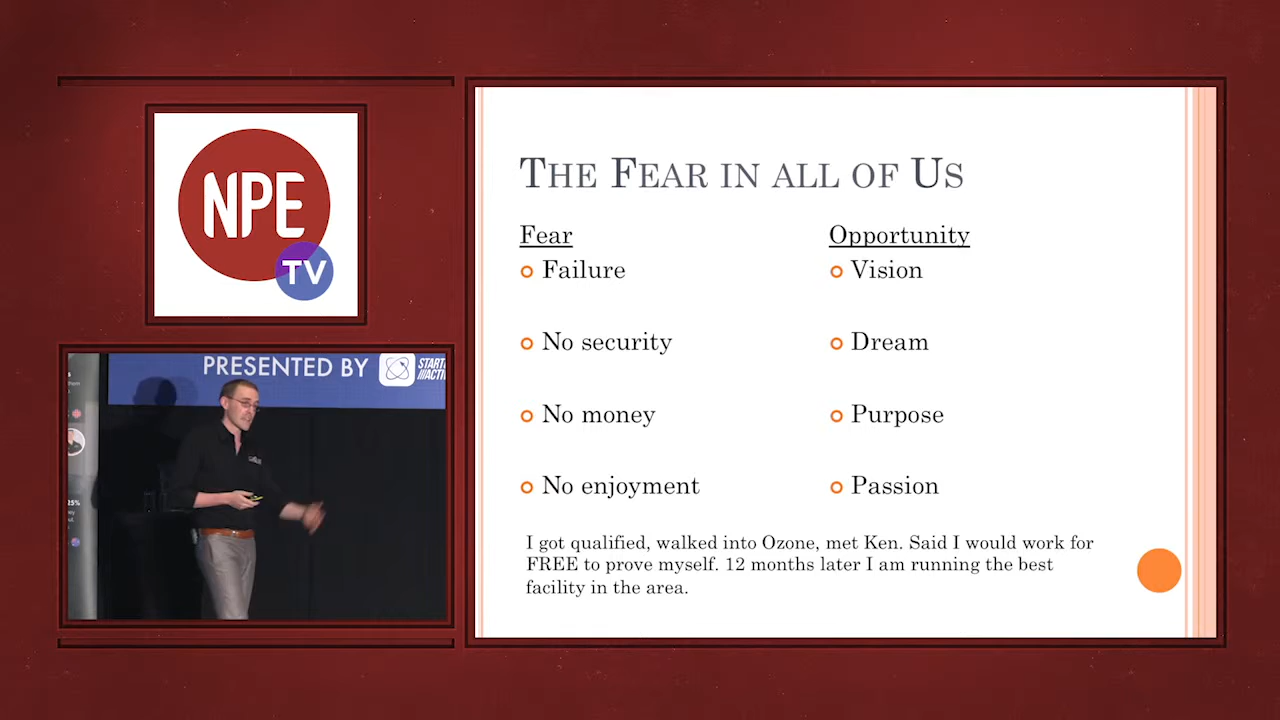 NPE
TV
PRESENTED BY
25%
The Fear in all of Us
Fear
Failure
No security
No money
No enjoyment
Opportunity
Vision
Dream
Purpose
Passion
I got qualified, walked into Ozone, met Ken. Said I would work for
FREE to prove myself. 12 months later I am running the best
facility in the area.